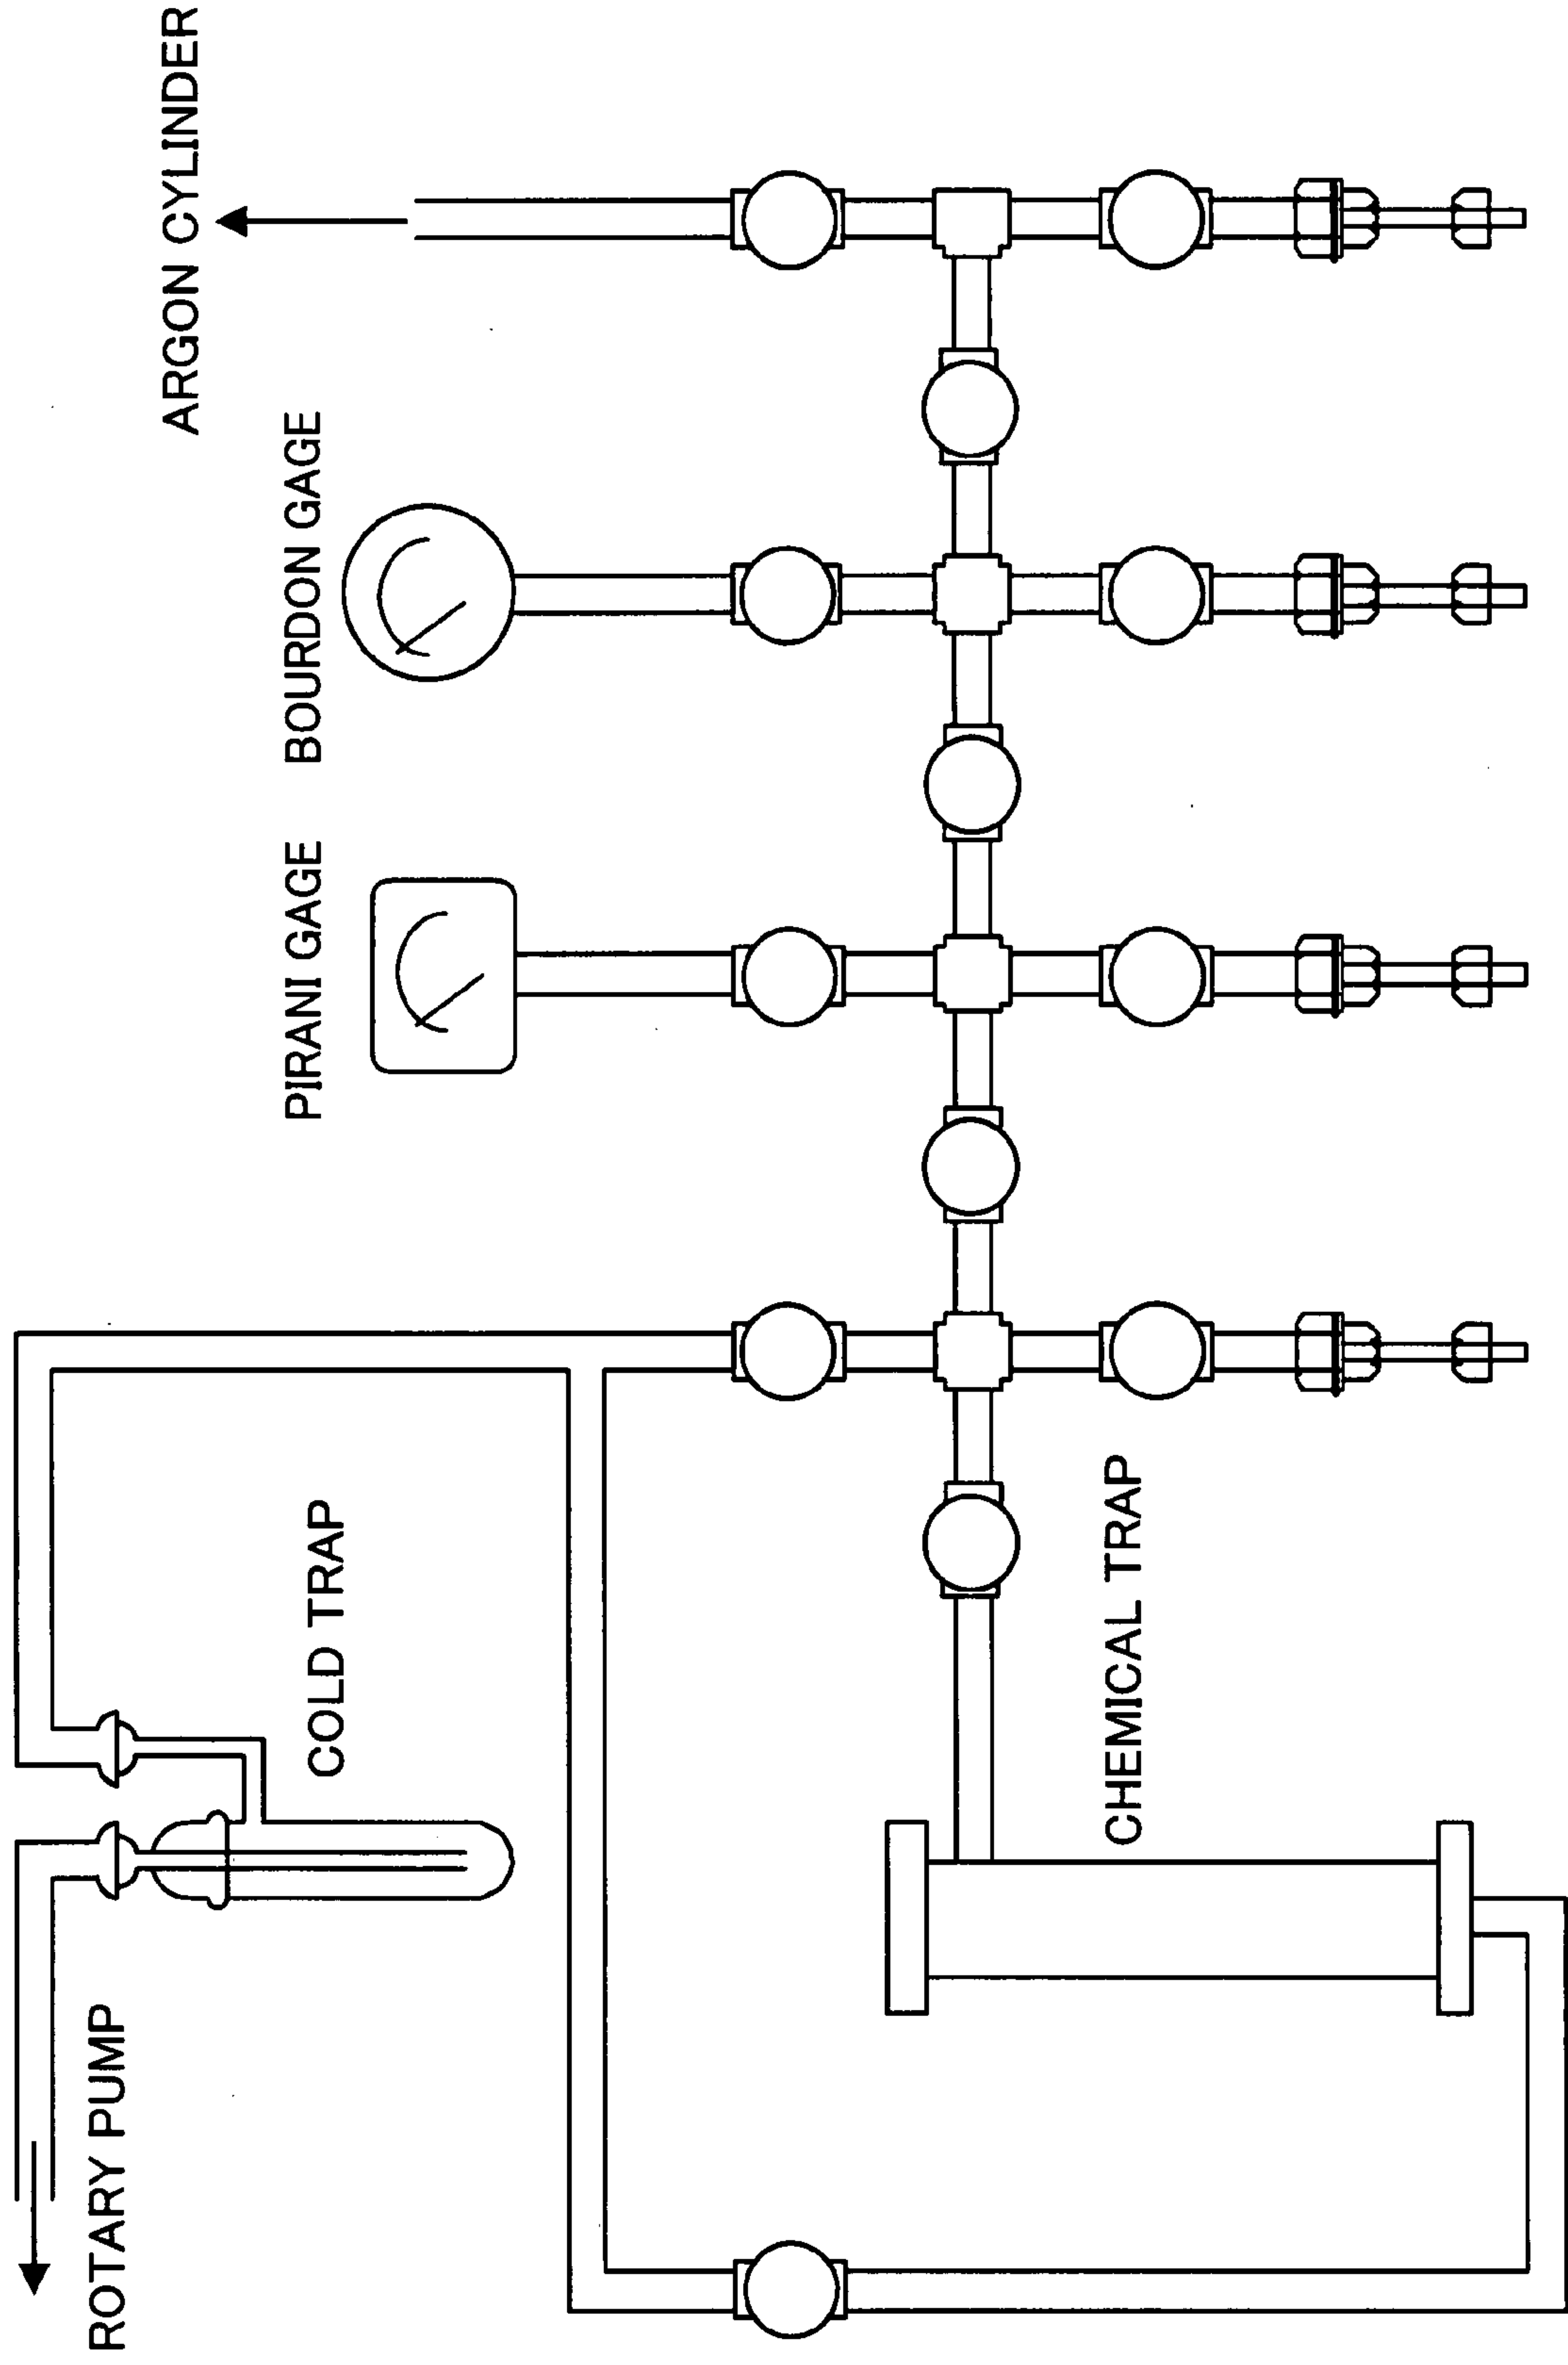 ROTARY PUMP
COLD TRAP
CHEMICAL TRAP
PIRANI GAGE
BOURDON GAGE
ARGON CYLINDER